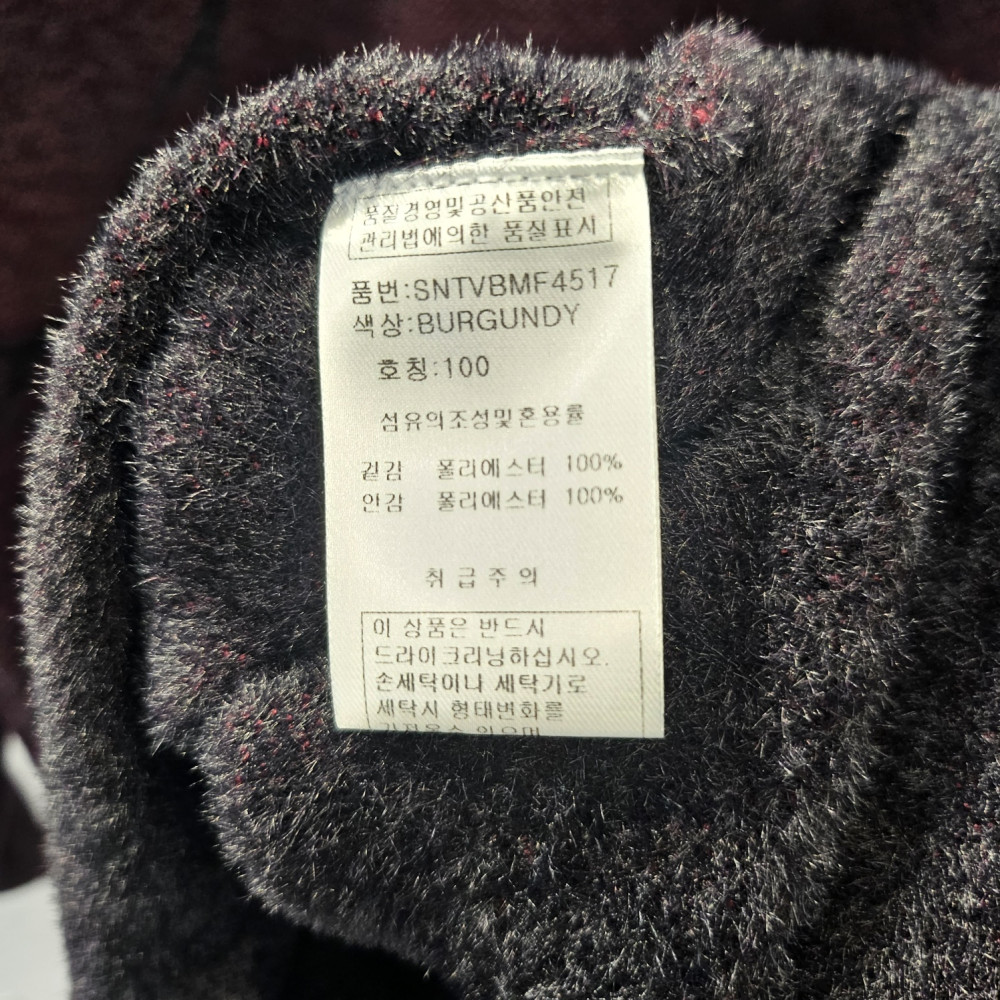 품질경영및공산품안전
관리법에의한 품질표시
품번:SNTVBMF4517
색상:BURGUNDY
호칭:100
섬유의조성및혼용률
겉감 폴리에스터 100%
안감 폴리에스터 100%
취급주의
이 상품은 반드시
드라이크리닝하십시오.
손세탁이나 세탁기로
세탁시 형태변화를